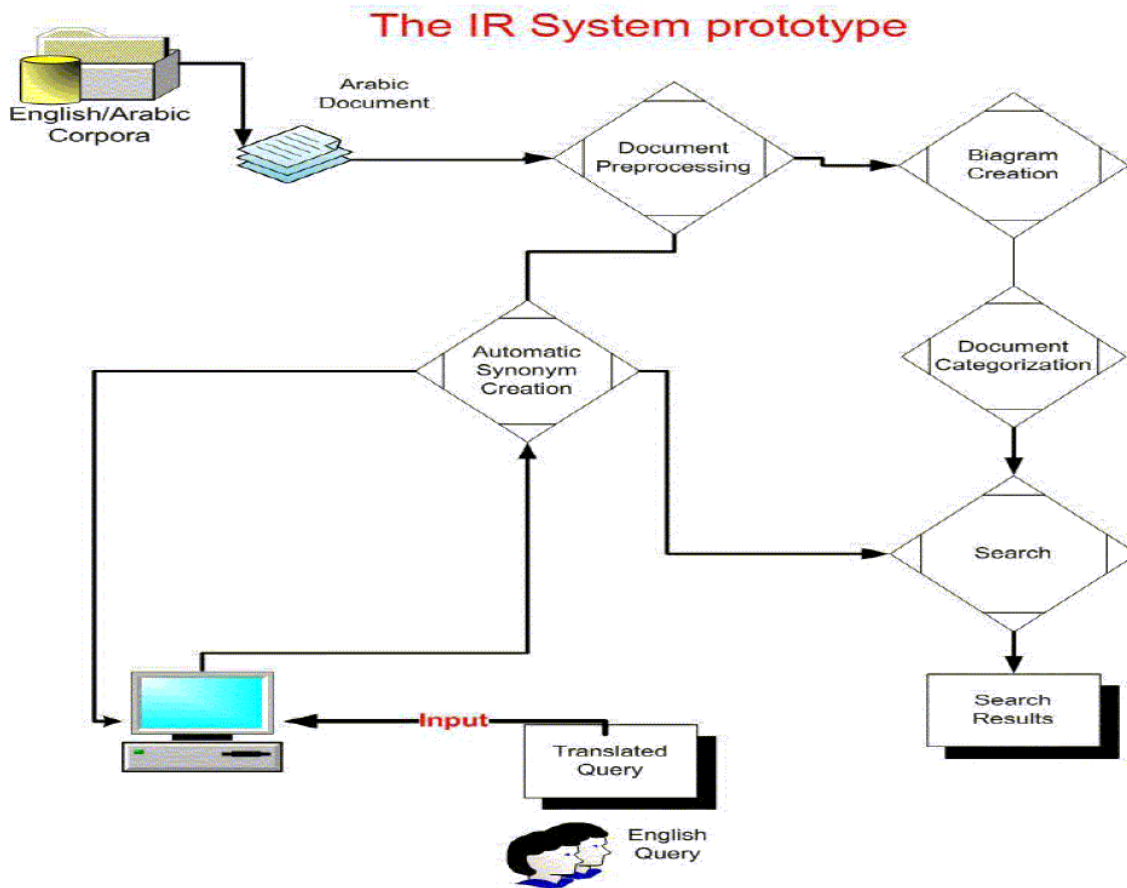 The IR System prototype
English/Arabic
Corpora
Arabic
Document
Document
Preprocessing
Biagram
Creation
Automatic
Synonym
Creation
Document
Categorization
Search
Search
Results
Input
Translated
Query
English
Query